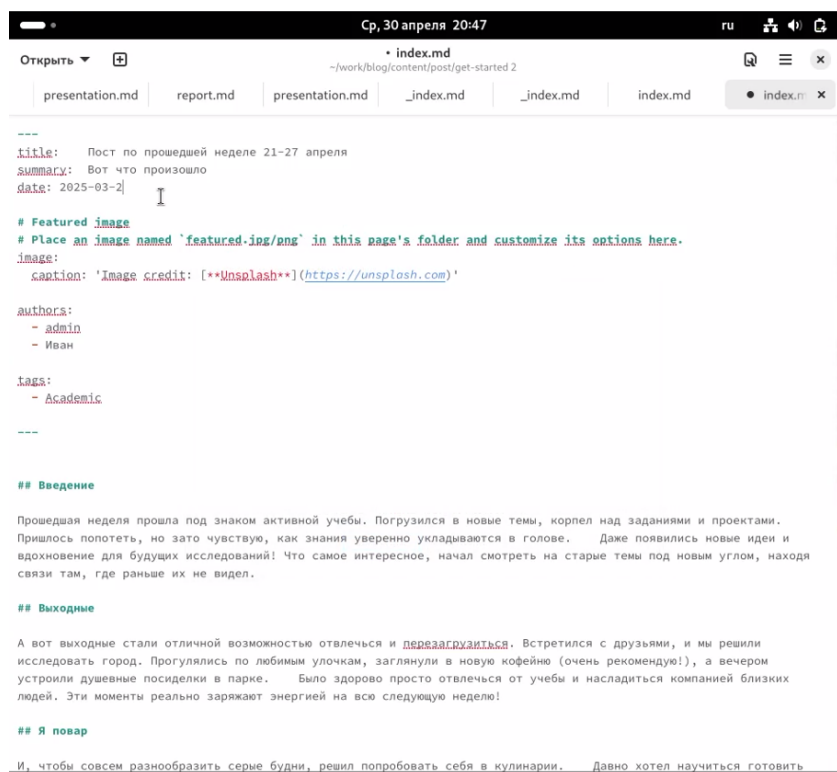 Ср, 30 апреля 20:47
ru
Открыть
• index.md
~/work/blog/content/post/get-started 2
presentation.md
report.md
presentation.md
_index.md
_index.md
index.md
• index.m
---
title: Пост по прошедшей неделе 21-27 апреля
summary: Вот что произошло
date: 2025-03-2
# Featured image
# Place an image named `featured.jpg/png` in this page's folder and customize its options here.
image:
caption: 'Image credit: [**Unsplash**](https://unsplash.com)'
authors:
- admin
- Иван
tags:
- Academic
---
## Введение
Прошедшая неделя прошла под знаком активной учебы. Погрузился в новые темы, корпел над заданиями и проектами.
Пришлось попотеть, но зато чувствую, как знания уверенно укладываются в голове. Даже появились новые идеи и
вдохновение для будущих исследований! Что самое интересное, начал смотреть на старые темы под новым углом, находя
связи там, где раньше их не видел.
## Выходные
А вот выходные стали отличной возможностью отвлечься и перезагрузиться. Встретился с друзьями, и мы решили
исследовать город. Прогулялись по любимым улочкам, заглянули в новую кофейню (очень рекомендую!), а вечером
устроили душевные посиделки в парке. Было здорово просто отвлечься от учебы и насладиться компанией близких
людей. Эти моменты реально заряжают энергией на всю следующую неделю!
## Я повар
И, чтобы совсем разнообразить серые будни, решил попробовать себя в кулинарии. Давно хотел научиться готовить